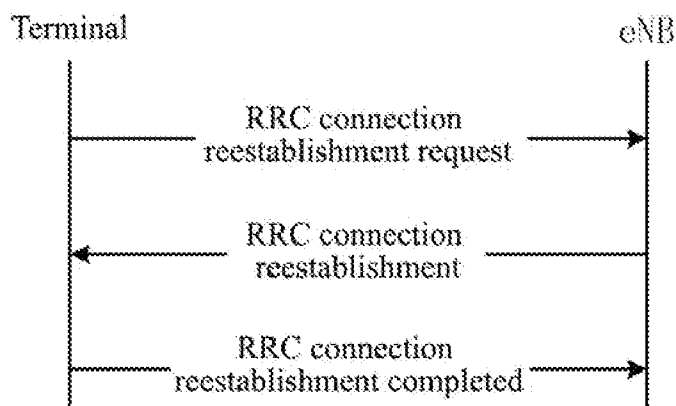 Terminal
eNB
RRC connection
reestablishment request
RRC connection
reestablishment
RRC connection
reestablishment completed